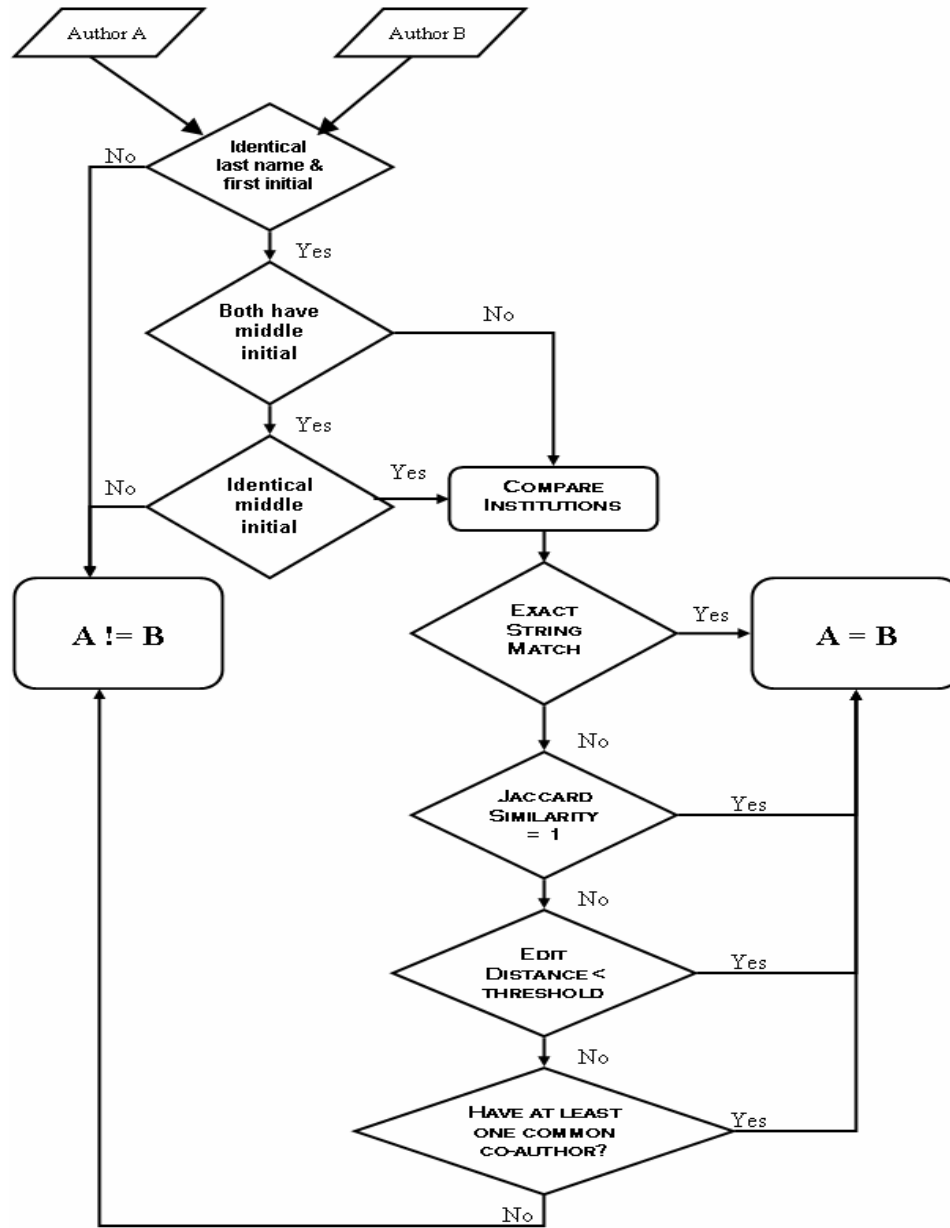 Author A
Author B
Identical
last name &
first initial
No
Yes
Both have
middle
initial
No
Yes
Identical
middle
initial
No
Yes
COMPARE
INSTITUTIONS
A != B
EXACT
STRING
MATCH
Yes
A = B
No
JACCARD
SIMILARITY
= 1
Yes
No
EDIT
DISTANCE <
THRESHOLD
Yes
No
HAVE AT LEAST
ONE COMMON
CO-AUTHOR?
Yes
No